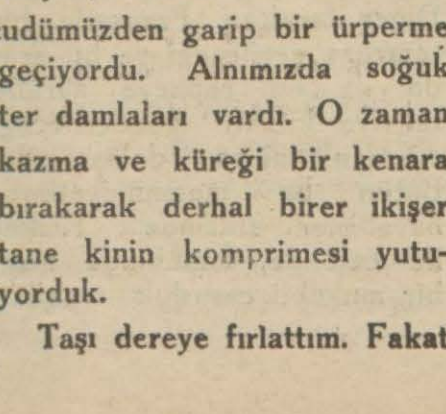 cudümüzden garip bir ürperme
geçiyordu. Alnımızda soğuk
ter damlaları vardı. O zaman
kazma ve küreği bir kenara
bırakarak derhal birer ikişer
tane kinin komprimesi yutu-
yorduk.
Taşı dereye fırlattım. Fakat